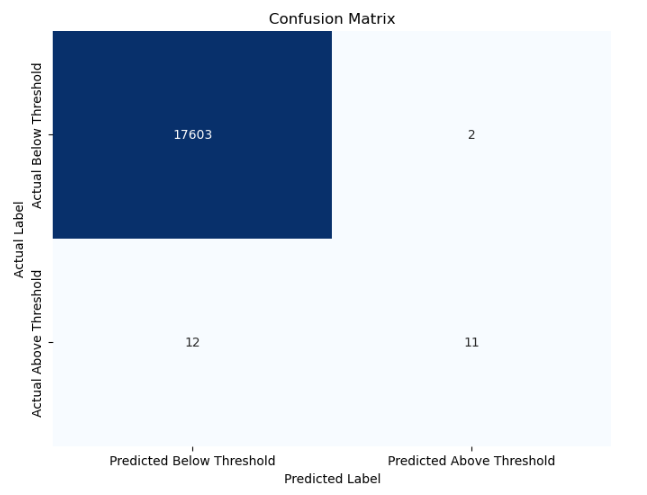 Confusion Matrix
Actual Label
Actual Below Threshold
17603
2
Actual Above Threshold
12
11
Predicted Below Threshold
Predicted Above Threshold
Predicted Label